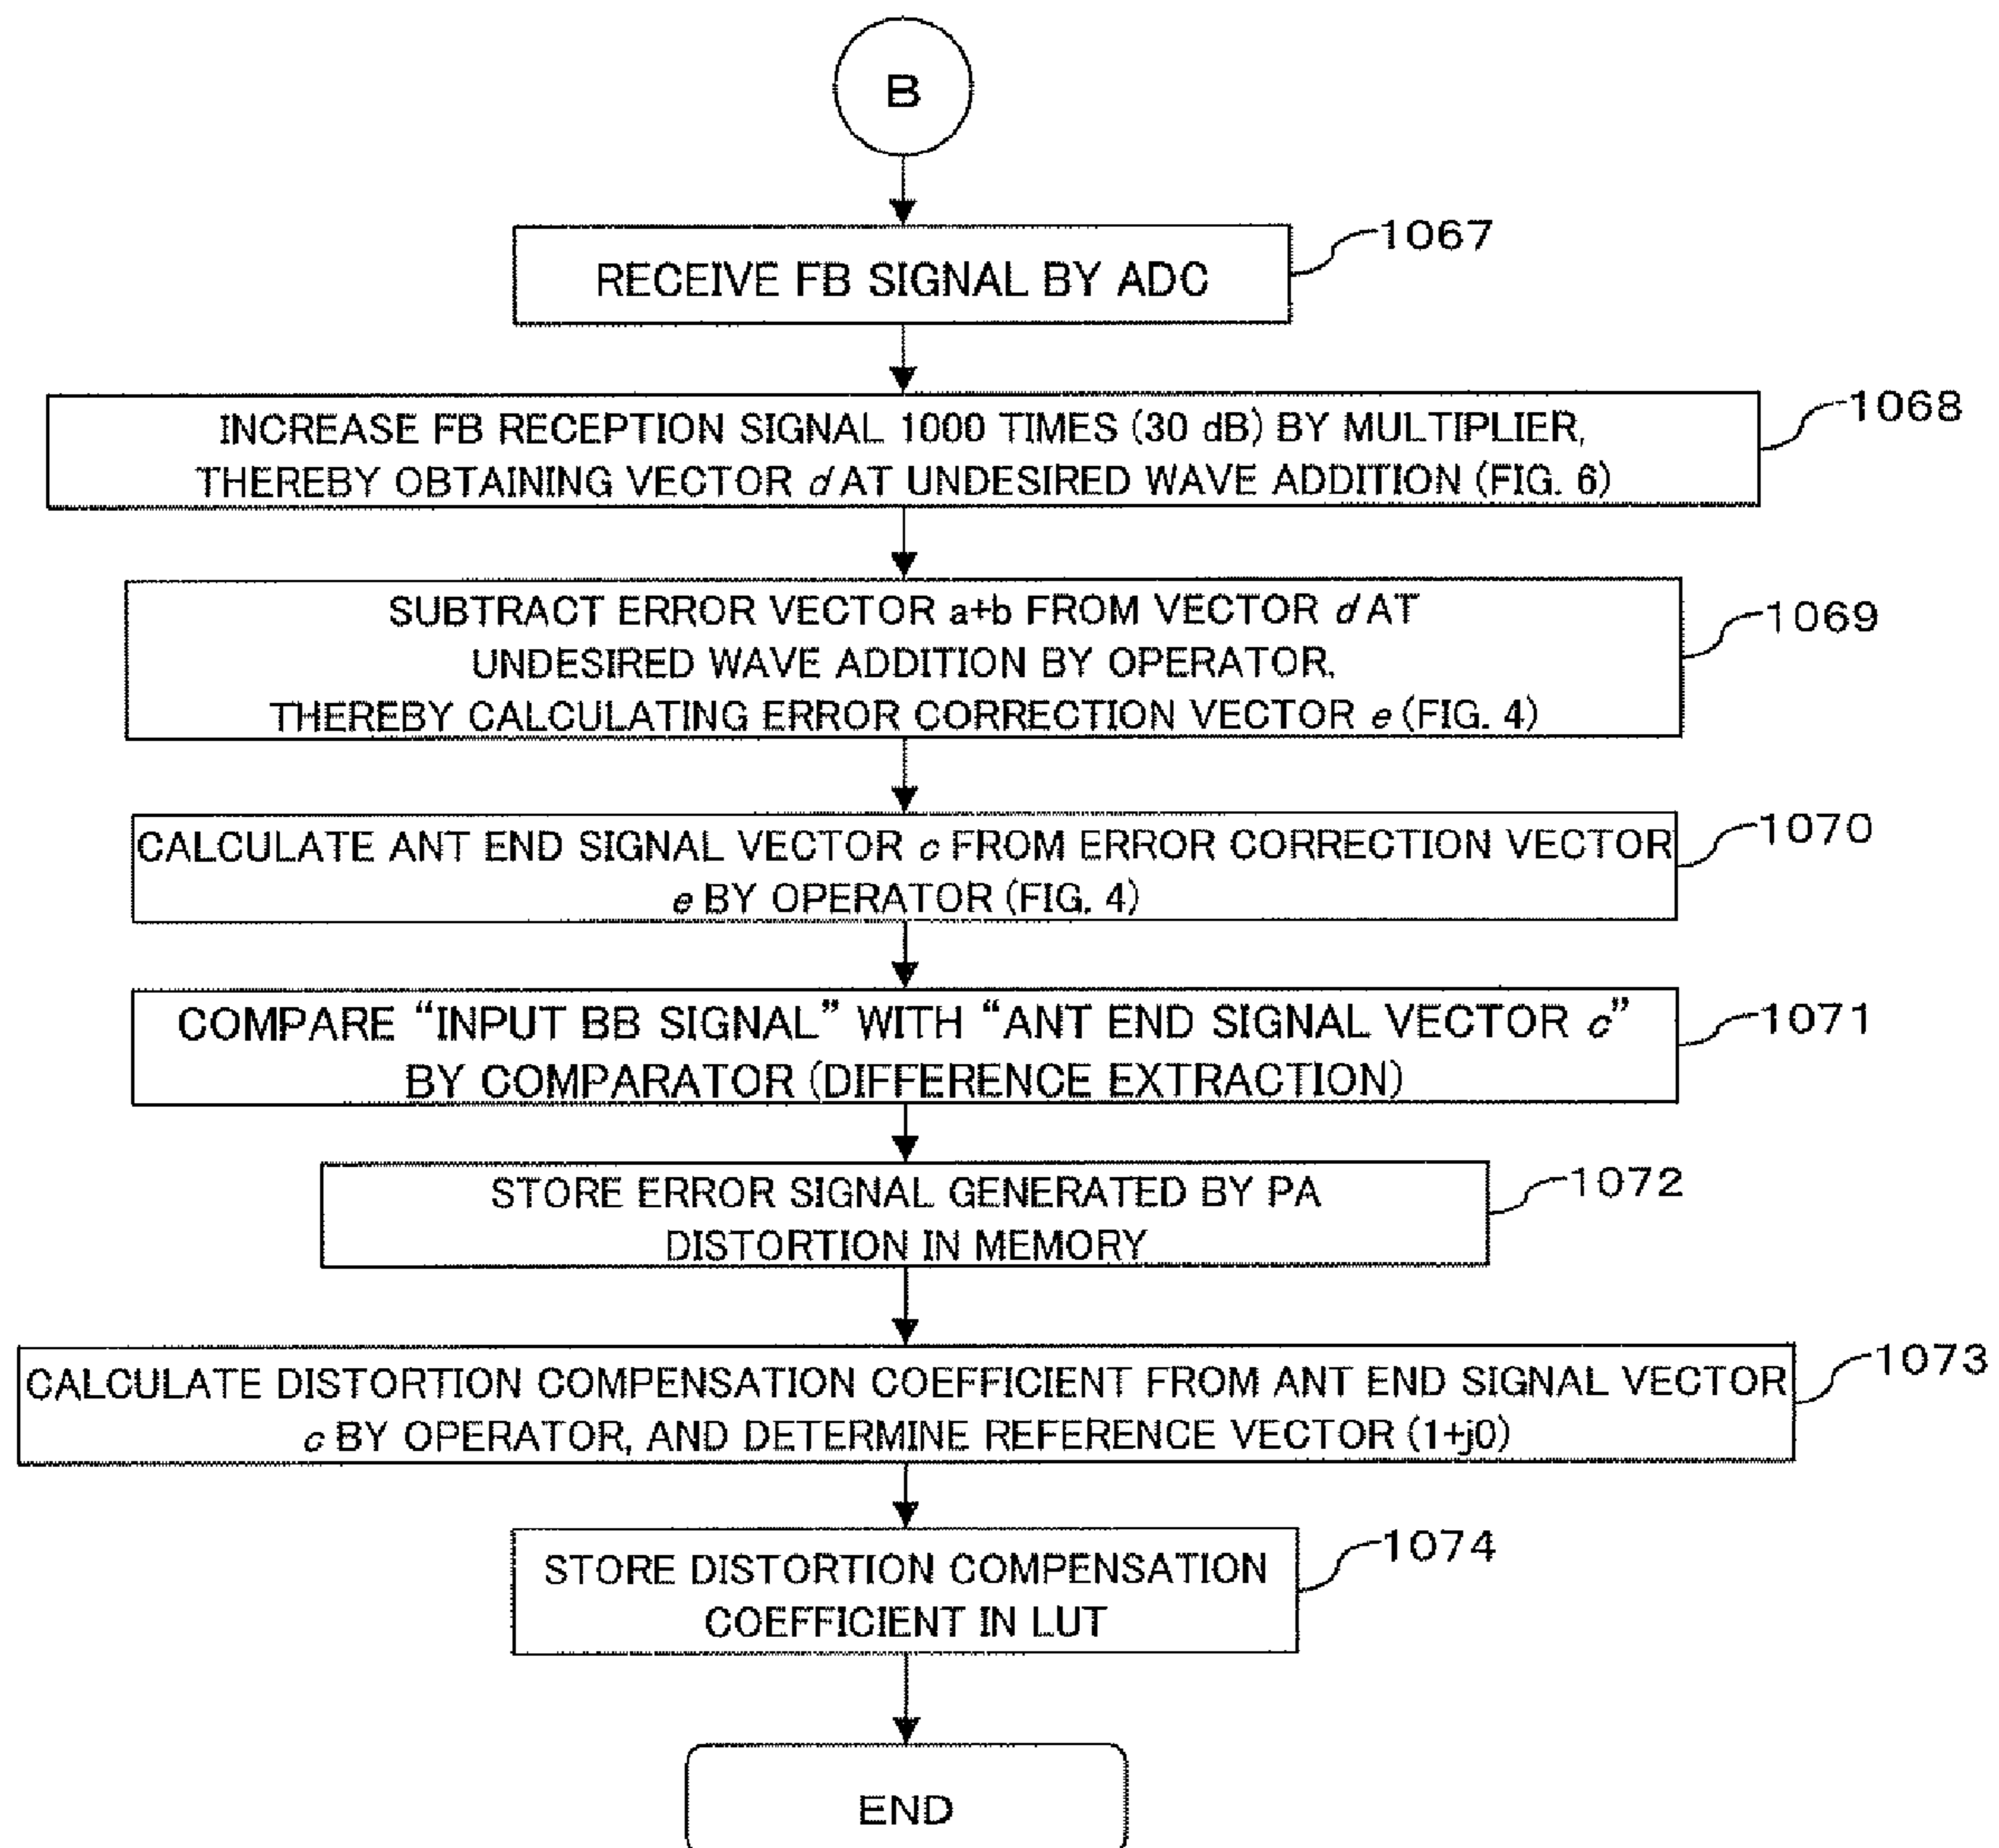 B
1067
RECEIVE FB SIGNAL BY ADC
1068
INCREASE FB RECEPTION SIGNAL 1000 TIMES (30 dB) BY MULTIPLIER,
THEREBY OBTAINING VECTOR d AT UNDESIRED WAVE ADDITION (FIG. 6)
1069
SUBTRACT ERROR VECTOR a+b FROM VECTOR d AT
UNDESIRED WAVE ADDITION BY OPERATOR,
THEREBY CALCULATING ERROR CORRECTION VECTOR e (FIG. 4)
1070
CALCULATE ANT END SIGNAL VECTOR c FROM ERROR CORRECTION VECTOR
e BY OPERATOR (FIG. 4)
1071
COMPARE “INPUT BB SIGNAL” WITH “ANT END SIGNAL VECTOR c”
BY COMPARATOR (DIFFERENCE EXTRACTION)
1072
STORE ERROR SIGNAL GENERATED BY PA
DISTORTION IN MEMORY
1073
CALCULATE DISTORTION COMPENSATION COEFFICIENT FROM ANT END SIGNAL VECTOR
c BY OPERATOR, AND DETERMINE REFERENCE VECTOR (1+j0)
1074
STORE DISTORTION COMPENSATION
COEFFICIENT IN LUT
END